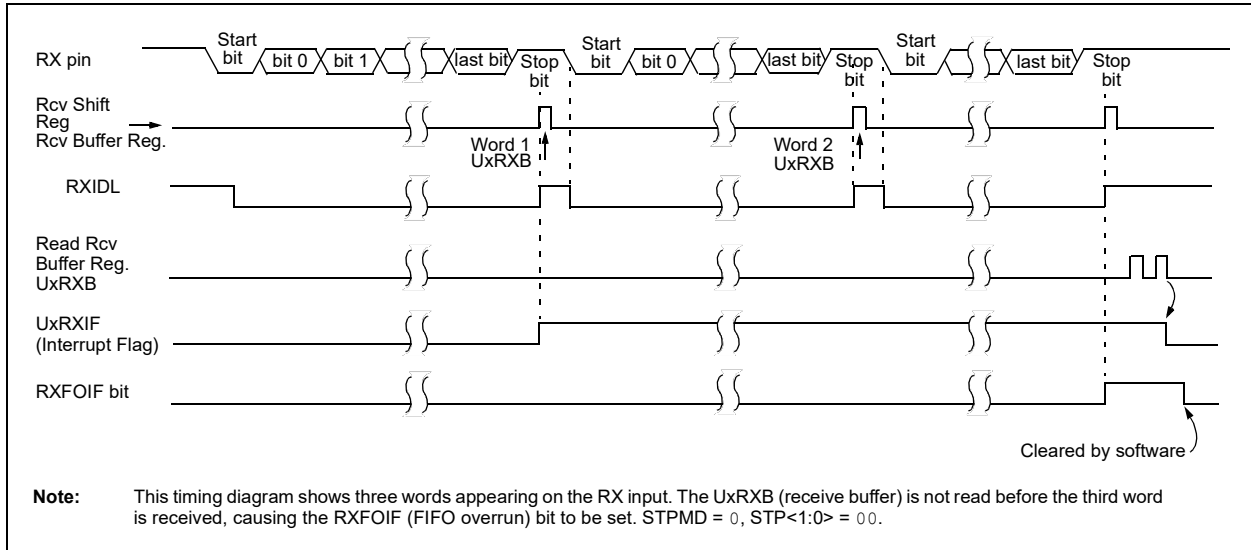 RX pin
Start
bit
bit 0
bit 1
last bit
Stop
bit
Start
bit
bit 0
last bit
Stop
bit
Start
bit
last bit
Stop
bit
Rcv Shift
Reg
Rcv Buffer Reg.
Word 1
UxRXB
Word 2
UxRXB
RXIDL
Read Rcv
Buffer Reg.
UxRXB
UxRXIF
(Interrupt Flag)
RXFOIF bit
Cleared by software
Note: This timing diagram shows three words appearing on the RX input. The UxRXB (receive buffer) is not read before the third word
is received, causing the RXFOIF (FIFO overrun) bit to be set. STPMD = 0, STP<1:0> = 00.